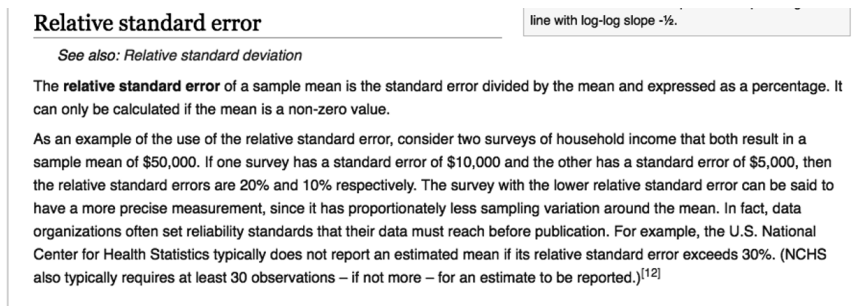 Relative standard error
line with log-log slope -½.
See also: Relative standard deviation
The relative standard error of a sample mean is the standard error divided by the mean and expressed as a percentage. It
can only be calculated if the mean is a non-zero value.
As an example of the use of the relative standard error, consider two surveys of household income that both result in a
sample mean of $50,000. If one survey has a standard error of $10,000 and the other has a standard error of $5,000, then
the relative standard errors are 20% and 10% respectively. The survey with the lower relative standard error can be said to
have a more precise measurement, since it has proportionately less sampling variation around the mean. In fact, data
organizations often set reliability standards that their data must reach before publication. For example, the U.S. National
Center for Health Statistics typically does not report an estimated mean if its relative standard error exceeds 30%. (NCHS
also typically requires at least 30 observations – if not more – for an estimate to be reported.)[12]